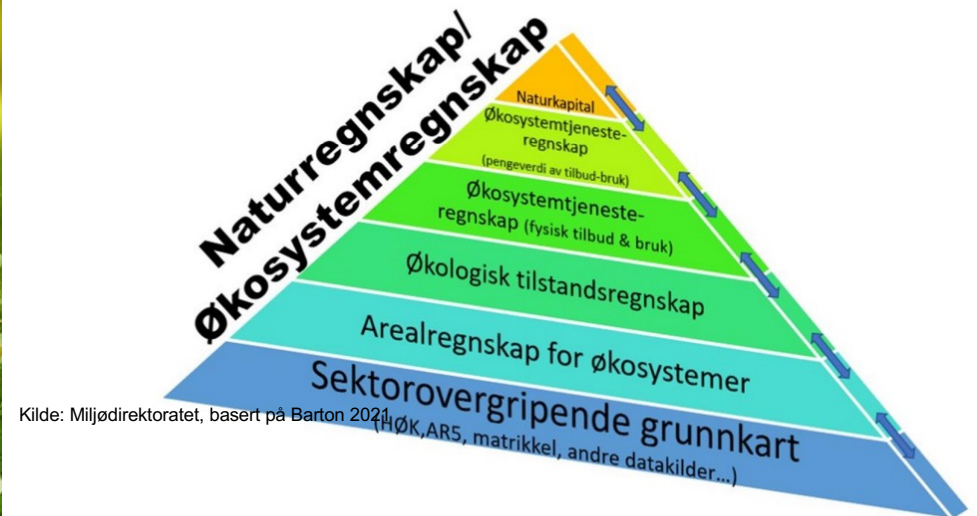 Naturregnskap/
Økosystemregnskap
Naturkapital
Økosystemtjeneste-
regnskap
(pengeverdi av tilbud-bruk)
Økosystemtjeneste-
regnskap (fysisk tilbud & bruk)
Økologisk tilstandsregnskap
Arealregnskap for økosystemer
Sektorovergripende grunnkart
(HØK,AR5, matrikkel, andre datakilder...)
Kilde: Miljødirektoratet, basert på Barton 2021